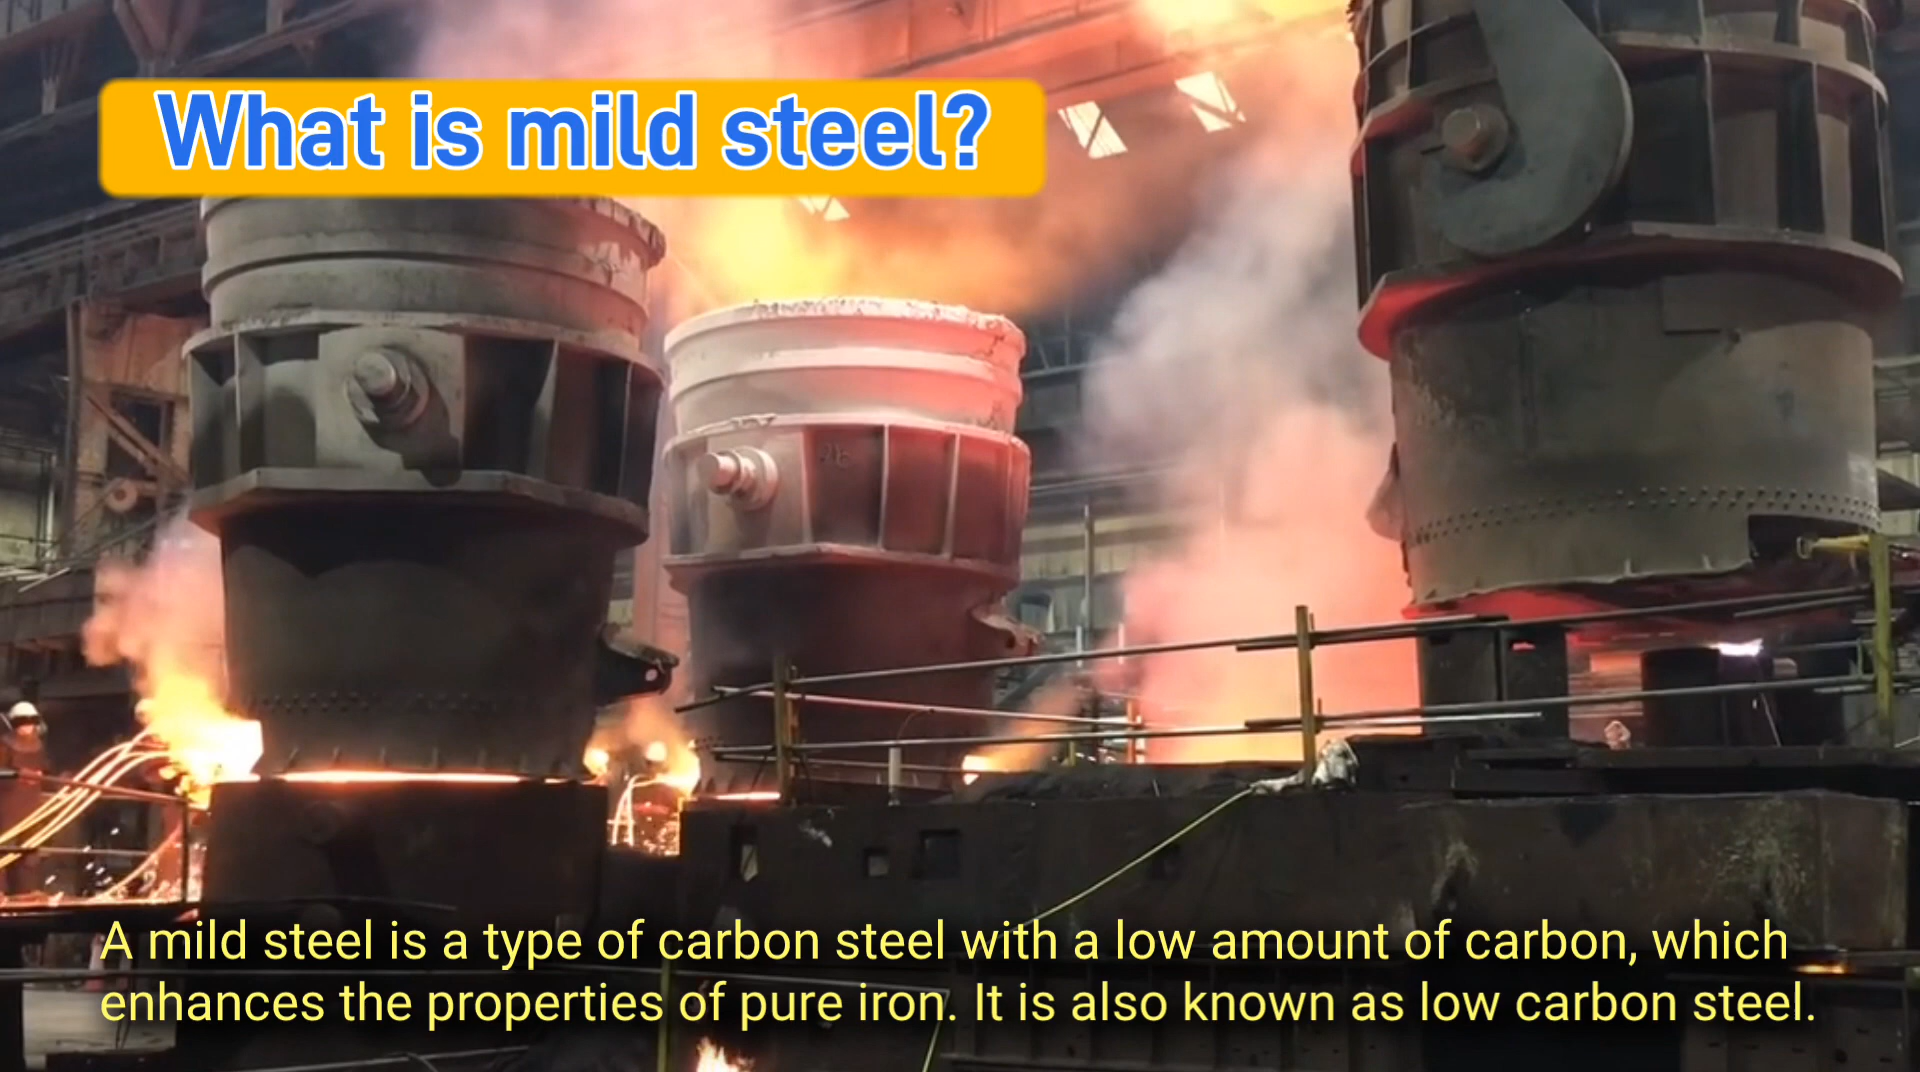 What is mild steel?
A mild steel is a type of carbon steel with a low amount of carbon, which
enhances the properties of pure iron. It is also known as low carbon steel.